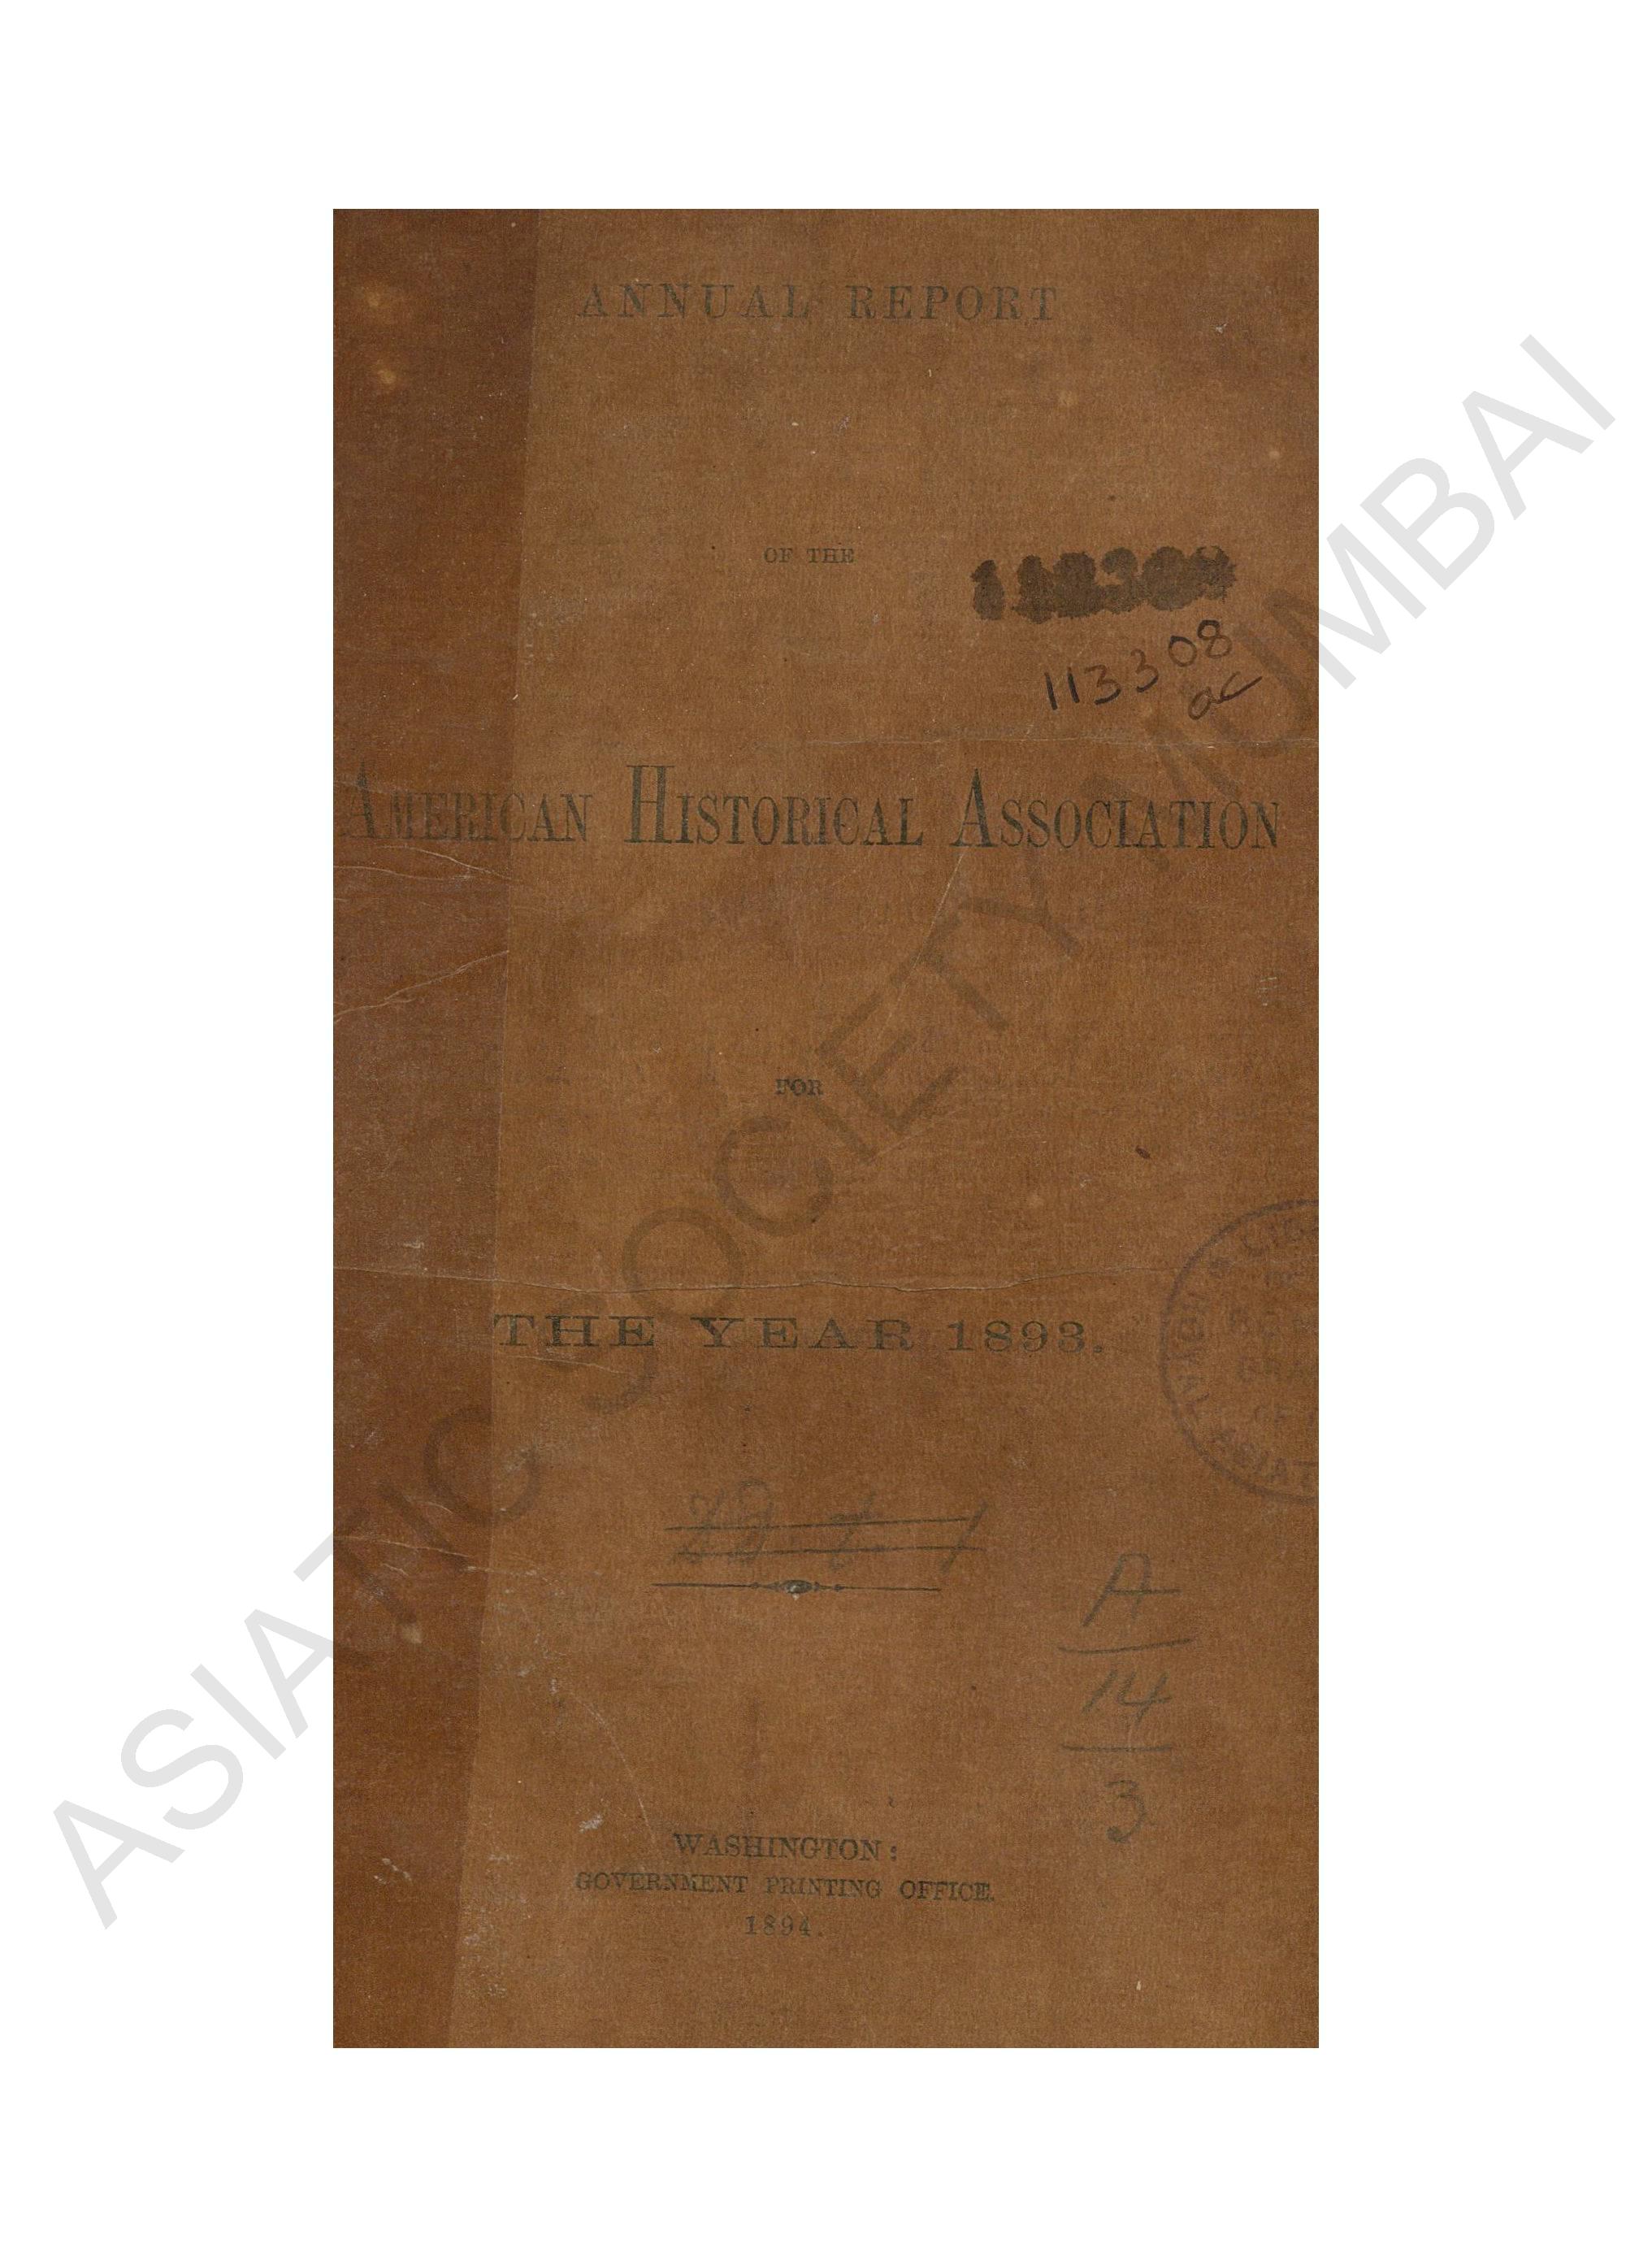 ANNUAL REPORT
OF THE
113308
ac
AMERICAN HISTORICAL ASSOCIATION
FOR
THE YEAR 1893.
A
14
3
WASHINGTON:
GOVERNMENT PRINTING OFFICE.
1894.
ASIATIC SOCIETY MUMBAI